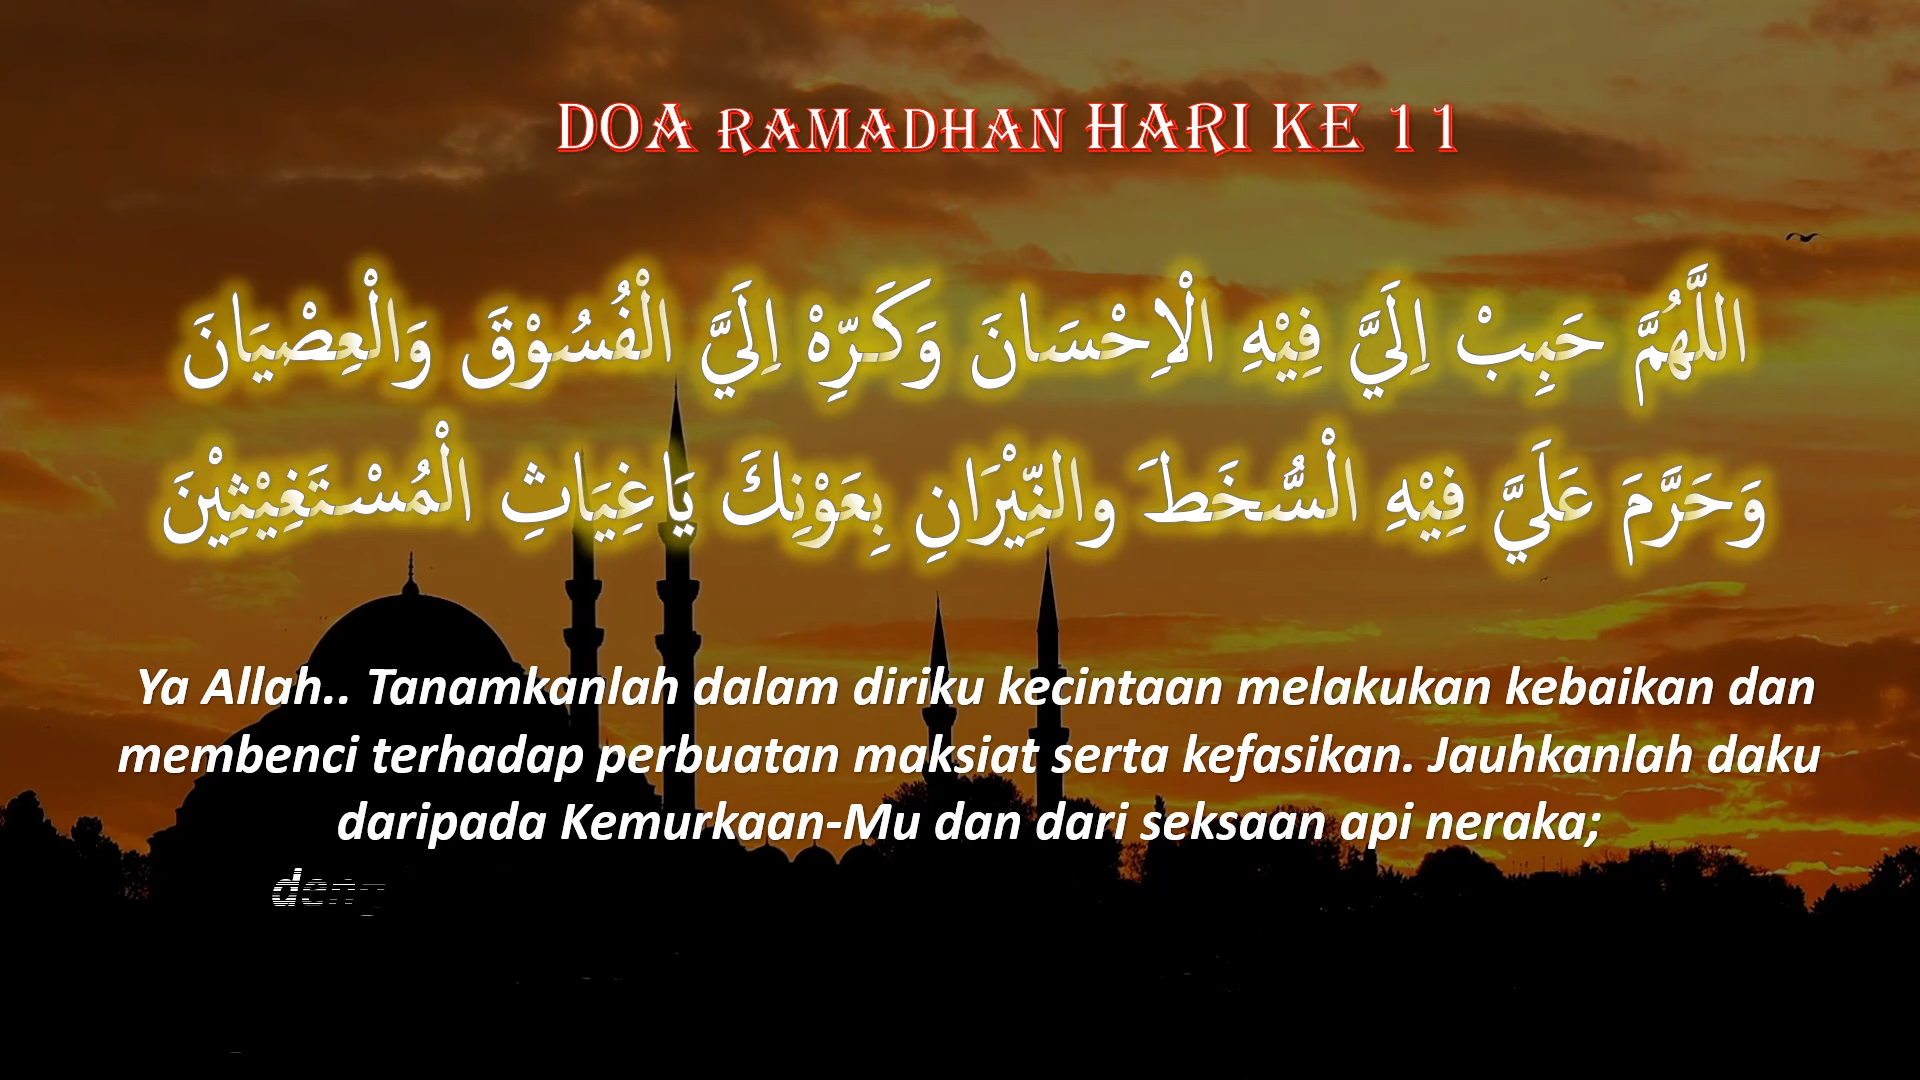 DOA RAMADHAN HARI KE 11
اللَّهُمَّ حَبِبْ اِلَيَّ فِيْهِ الْاِحْسَانَ وَكَرِّهْ اِلَيَّ الْفُسُوْقَ وَالْعِصْيَانَ
وَحَرَّمَ عَلَيَّ فِيْهِ الْسُّخَطَ والنِّيْرَانِ بِعَوْنِكَ يَاغِيَاثِ الْمُسْتَغِيْثِيْنَ
Ya Allah.. Tanamkanlah dalam diriku kecintaan melakukan kebaikan dan
membenci terhadap perbuatan maksiat serta kefasikan. Jauhkanlah daku
daripada Kemurkaan-Mu dan dari seksaan api neraka;